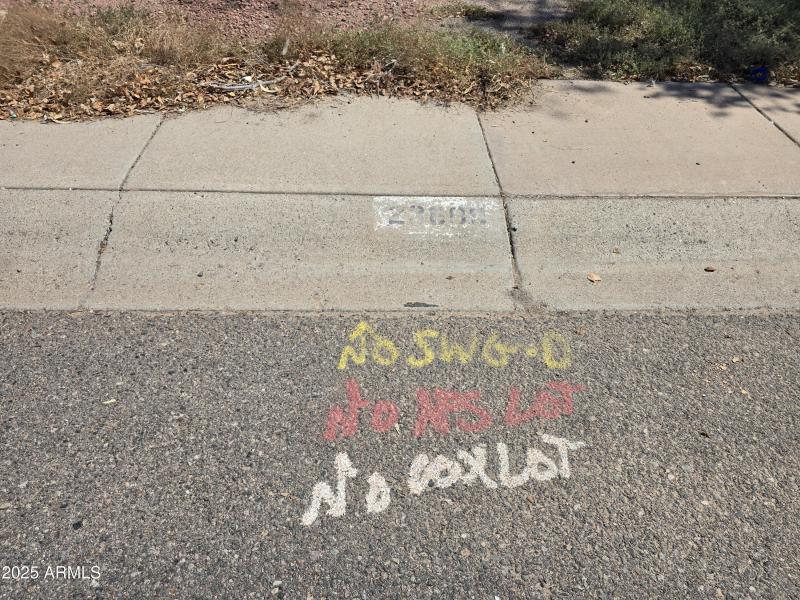 NO SWG-D
NO APS LOT
NO COX LOT
2025 ARMLS